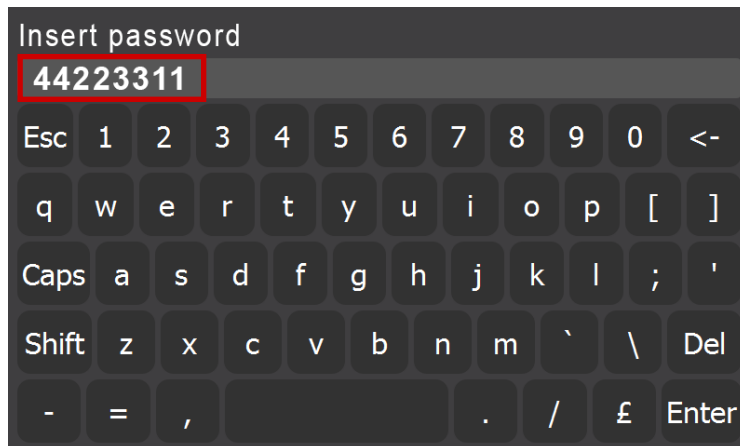 Insert password
44223311
Esc 1 2 3 4 5 6 7 8 9 0 <-
q w e r t y u i o p [ ]
Caps a s d f g h j k l ; '
Shift z x c v b n m ` \ Del
- = , . / £ Enter